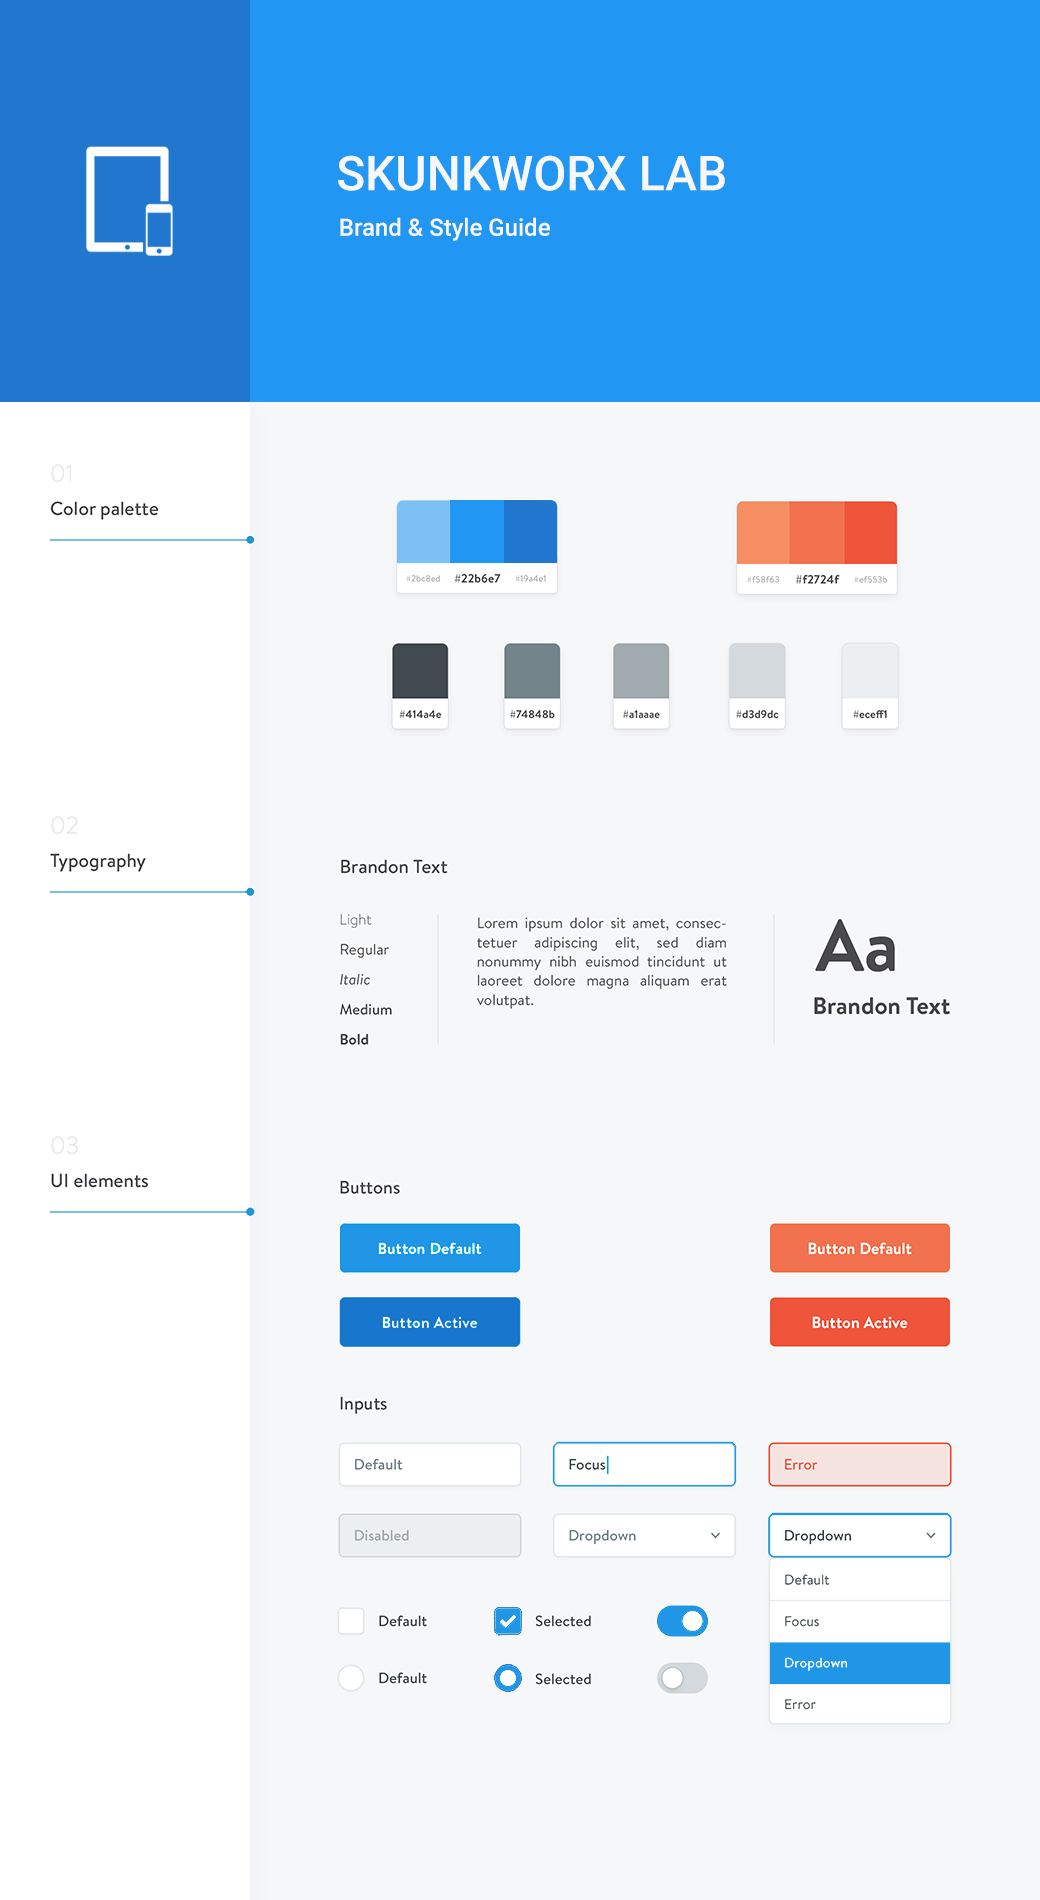 SKUNKWORX LAB
Brand & Style Guide
01
Color palette
#2bc8ed #22b6e7 #19a4e1
#f58f63 #f2724f #ef553b
#414a4e
#74848b
#a1aaae
#d3d9dc
#eceff1
02
Typography
Brandon Text
Light
Regular
Italic
Medium
Bold
Lorem ipsum dolor sit amet, consec-
tetuer adipiscing elit, sed diam
nonummy nibh euismod tincidunt ut
laoreet dolore magna aliquam erat
volutpat.
Aa
Brandon Text
03
UI elements
Buttons
Button Default
Button Default
Button Active
Button Active
Inputs
Default
Focus
Error
Disabled
Dropdown
Dropdown
Default
Focus
Dropdown
Error
Default
Selected
Default
Selected